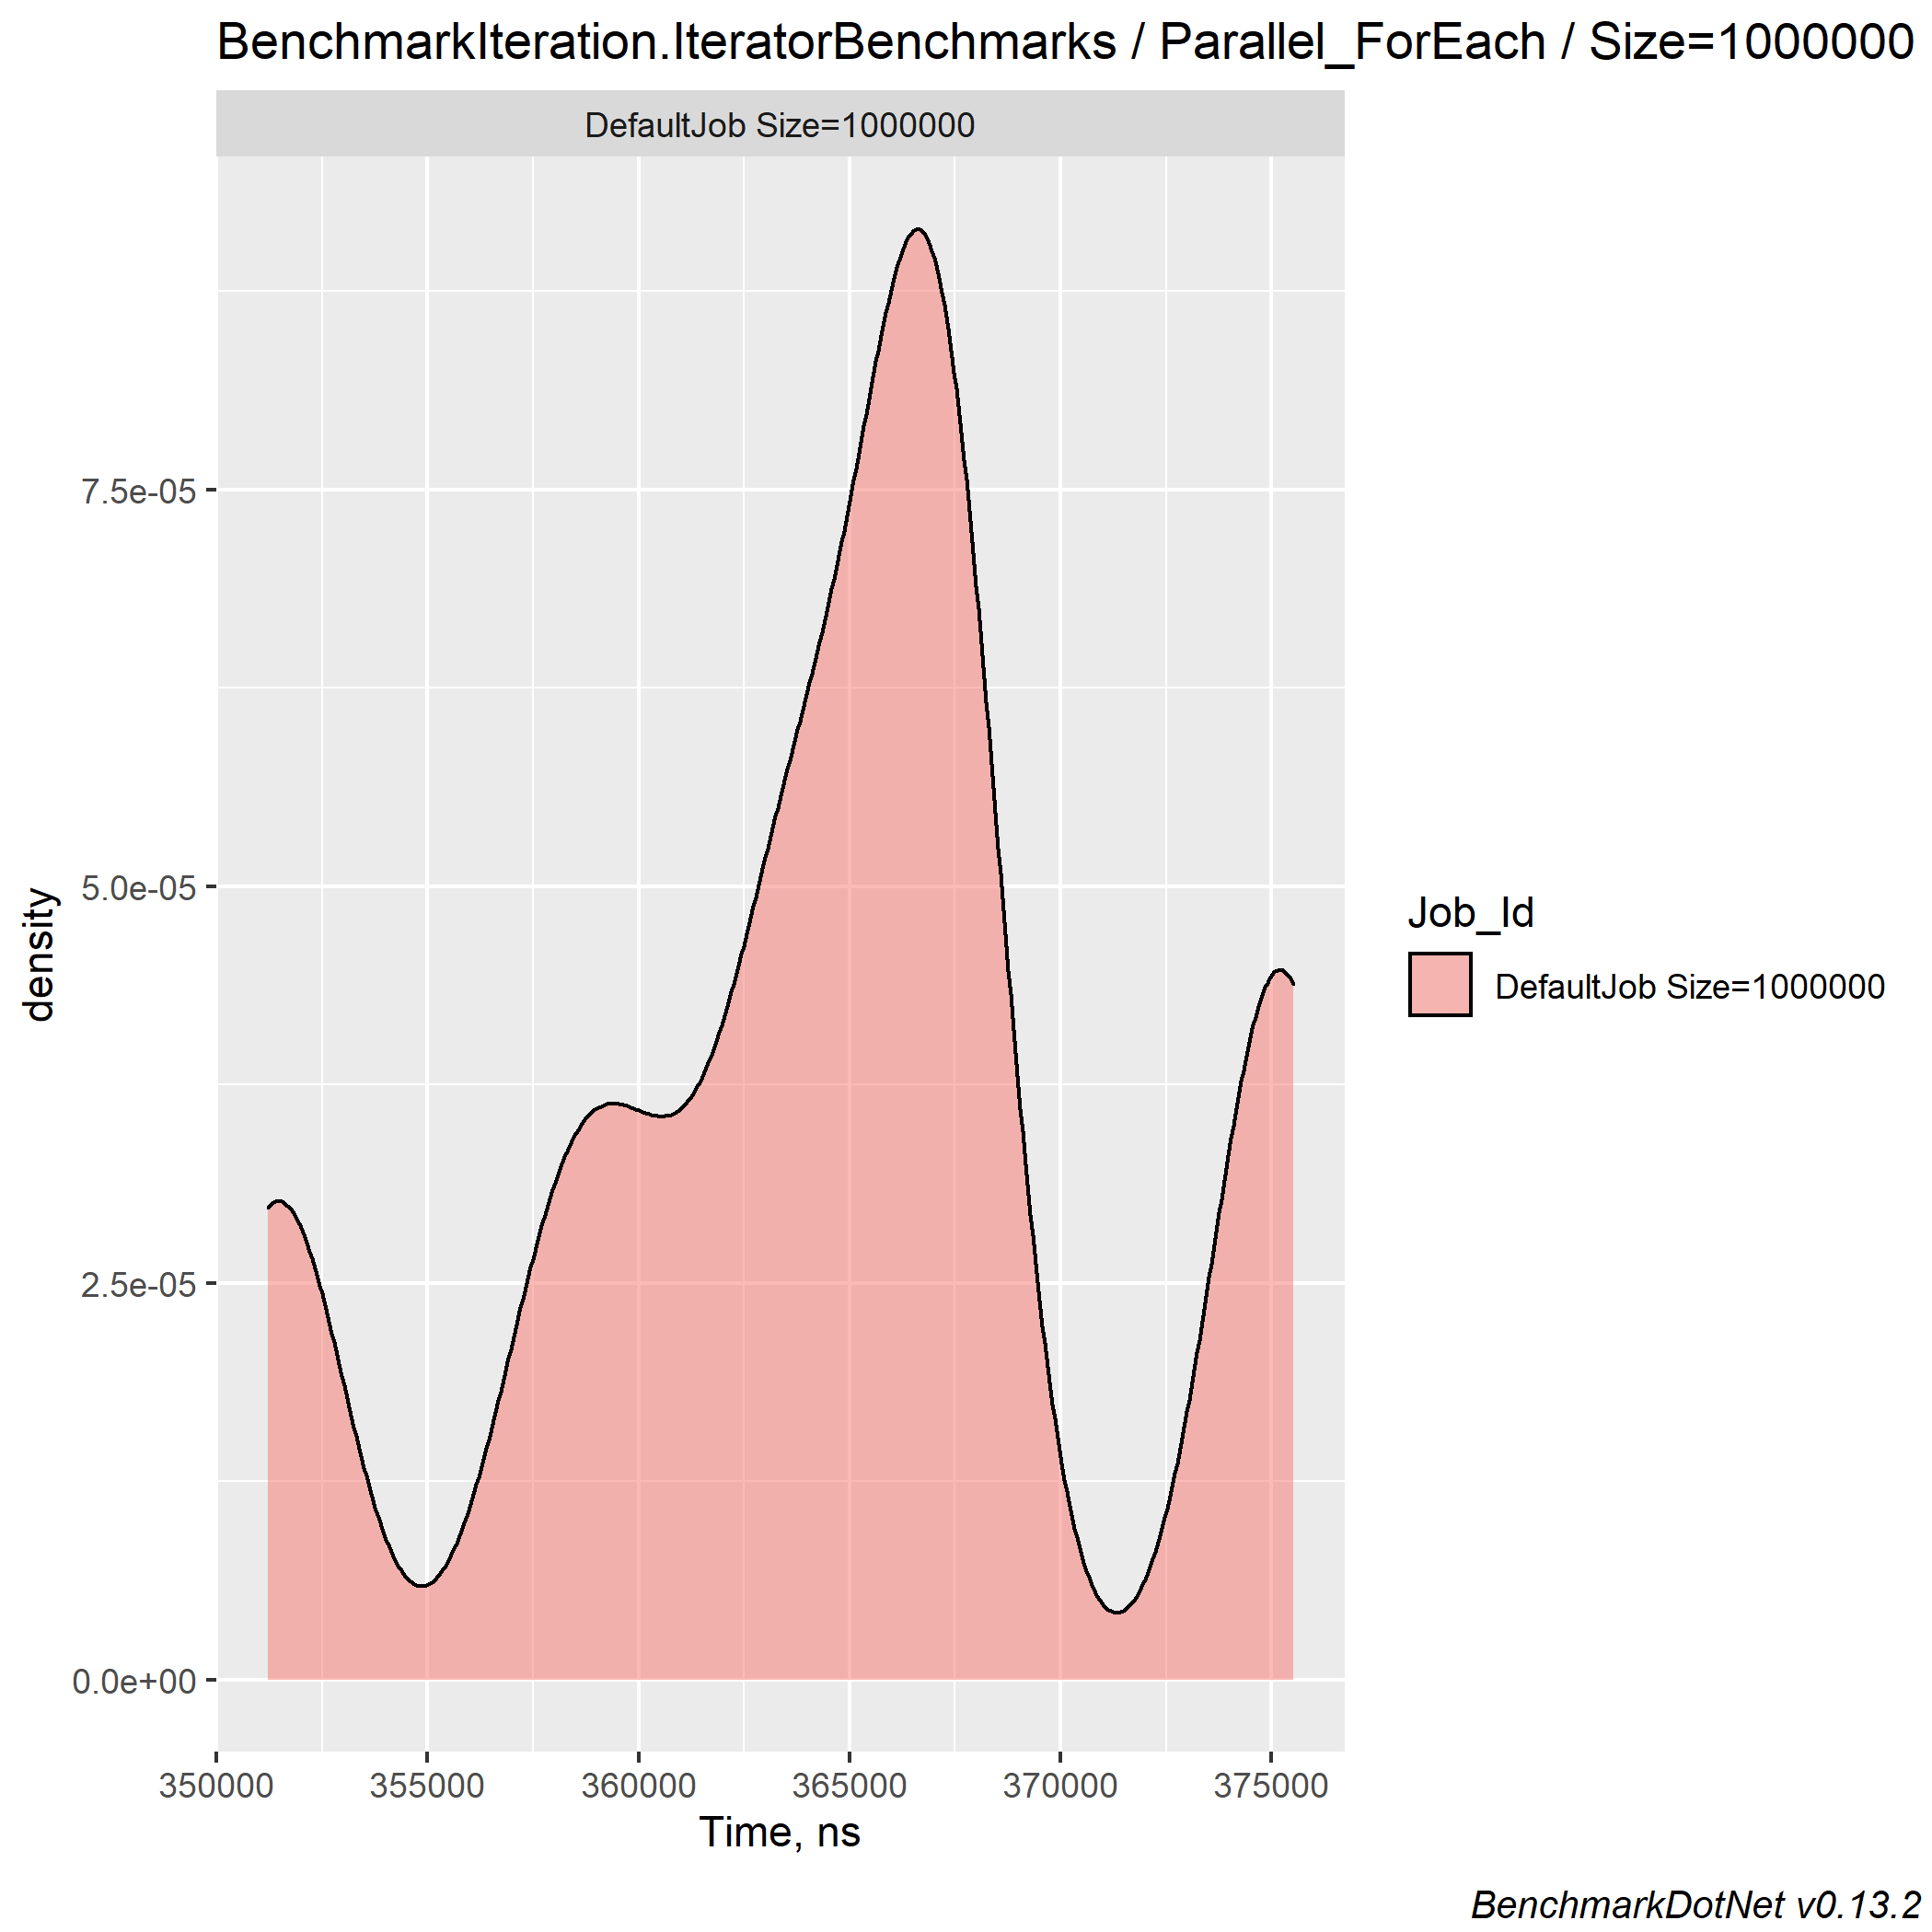 BenchmarkIteration.IteratorBenchmarks / Parallel_ForEach / Size=1000000
DefaultJob Size=1000000
7.5e-05
5.0e-05
2.5e-05
0.0e+00
density
350000 355000 360000 365000 370000 375000
Time, ns
Job_Id
DefaultJob Size=1000000
BenchmarkDotNet v0.13.2